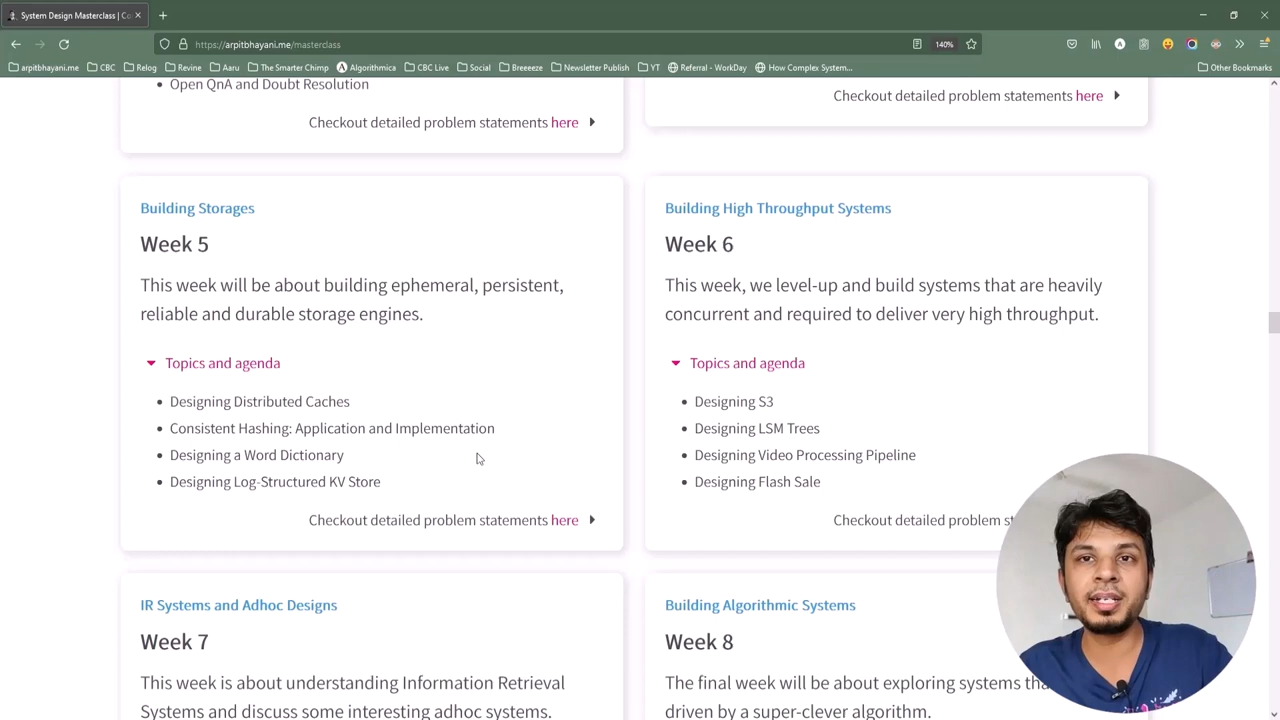 System Design Masterclass | Co
https://arpitbhayani.me/masterclass
140%
arpitbhayani.me
CBC
Relog
Revine
Aaru
The Smarter Chimp
Algorithmica
CBC Live
Social
Breeeeze
Newsletter Publish
YT
Referral - WorkDay
How Complex System...
Other Bookmarks
Open QnA and Doubt Resolution
Checkout detailed problem statements here
Checkout detailed problem statements here
Building Storages
Week 5
This week will be about building ephemeral, persistent,
reliable and durable storage engines.
Topics and agenda
Designing Distributed Caches
Consistent Hashing: Application and Implementation
Designing a Word Dictionary
Designing Log-Structured KV Store
Checkout detailed problem statements here
Building High Throughput Systems
Week 6
This week, we level-up and build systems that are heavily
concurrent and required to deliver very high throughput.
Topics and agenda
Designing S3
Designing LSM Trees
Designing Video Processing Pipeline
Designing Flash Sale
Checkout detailed problem st
IR Systems and Adhoc Designs
Week 7
This week is about understanding Information Retrieval
Systems and discuss some interesting adhoc systems.
Building Algorithmic Systems
Week 8
The final week will be about exploring systems tha
driven by a super-clever algorithm.